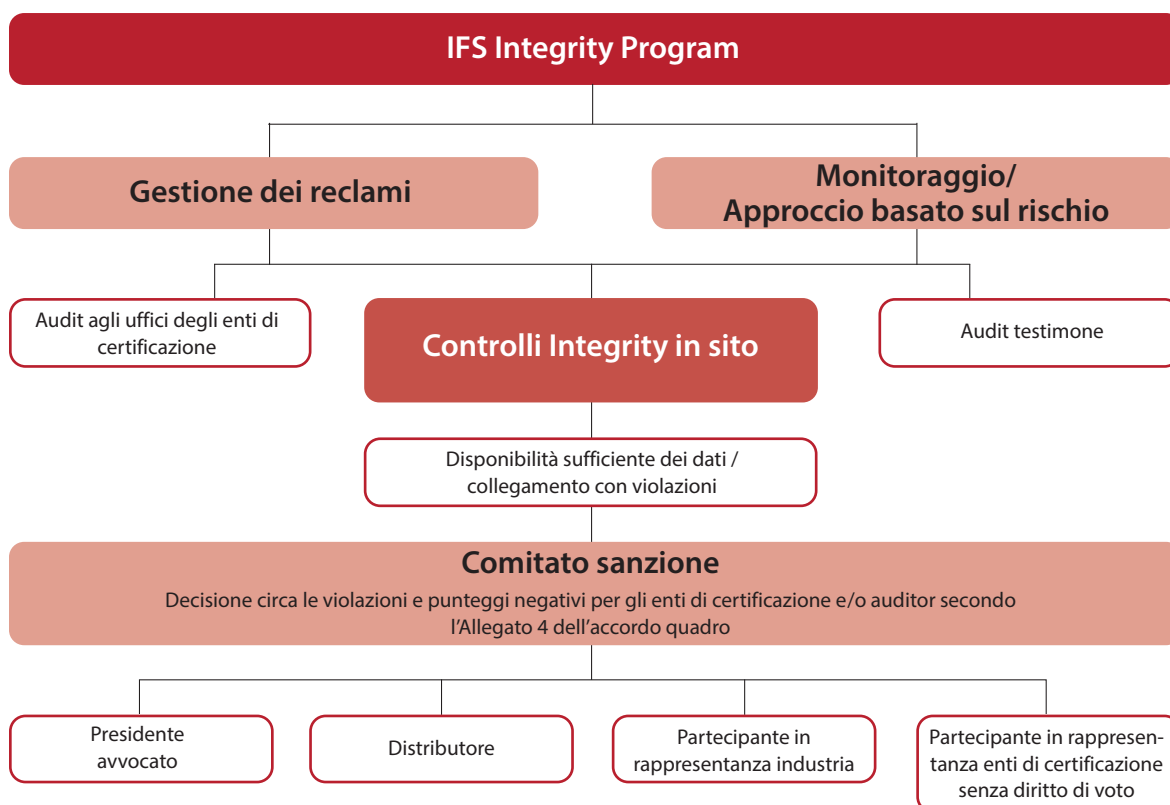 IFS Integrity Program
Gestione dei reclami
Monitoraggio/
Approccio basato sul rischio
Audit agli uffici degli enti di
certificazione
Controlli Integrity in sito
Audit testimone
Disponibilità sufficiente dei dati /
collegamento con violazioni
Comitato sanzione
Decisione circa le violazioni e punteggi negativi per gli enti di certificazione e/o auditor secondo
l'Allegato 4 dell'accordo quadro
Presidente
avvocato
Distributore
Partecipante in
rappresentanza industria
Partecipante in rappresen-
tanza enti di certificazione
senza diritto di voto